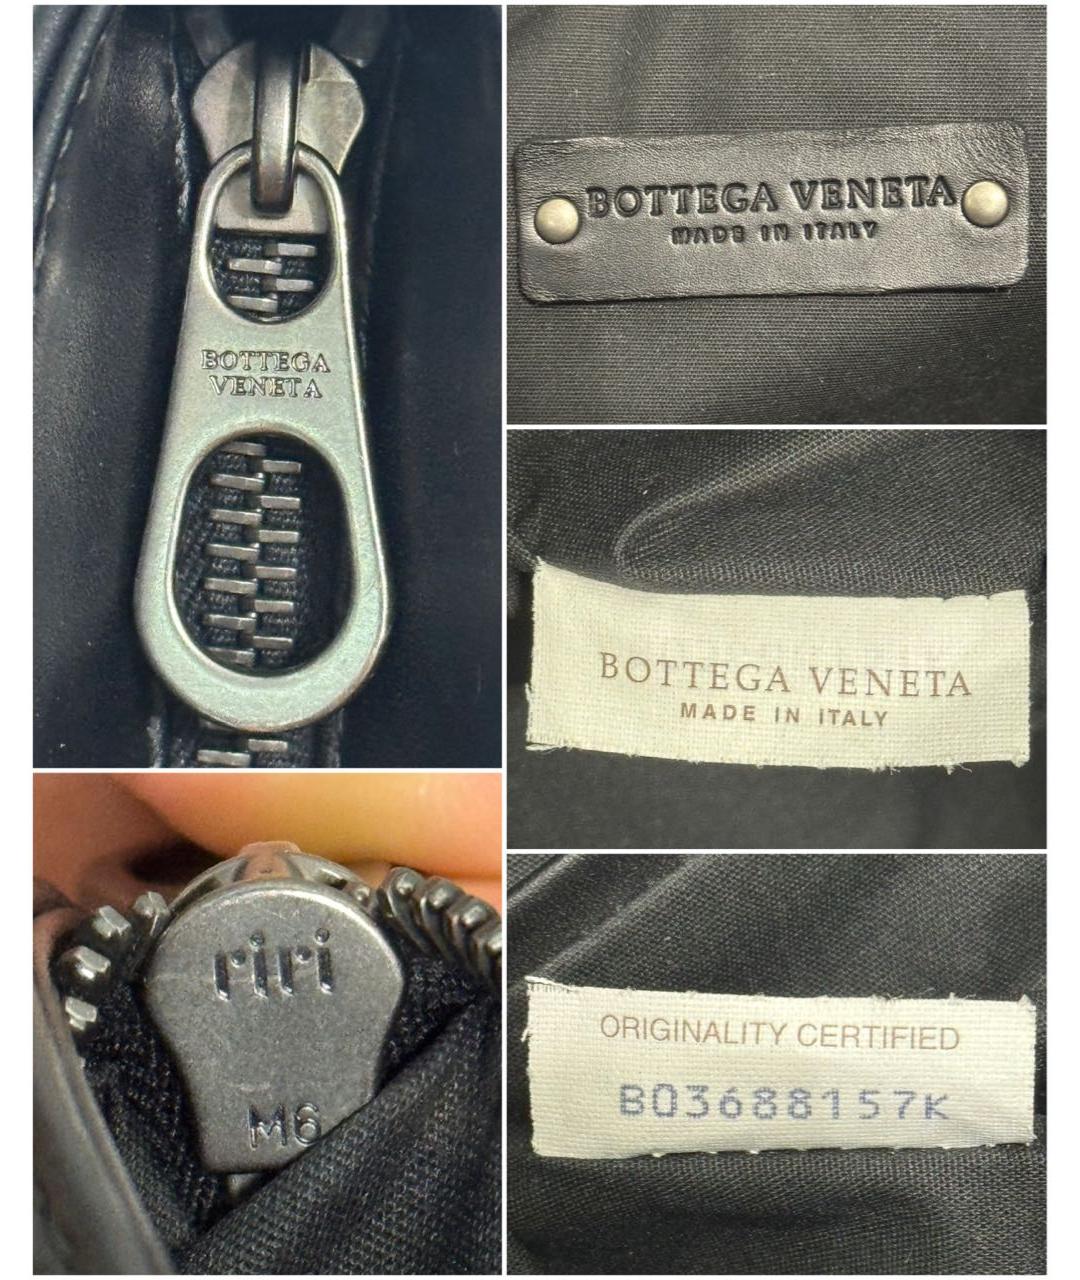 BOTTEGA
VENETA
BOTTEGA VENETA
MADE IN ITALY
BOTTEGA VENETA
MADE IN ITALY
riri
M6
ORIGINALITY CERTIFIED
B03688157K